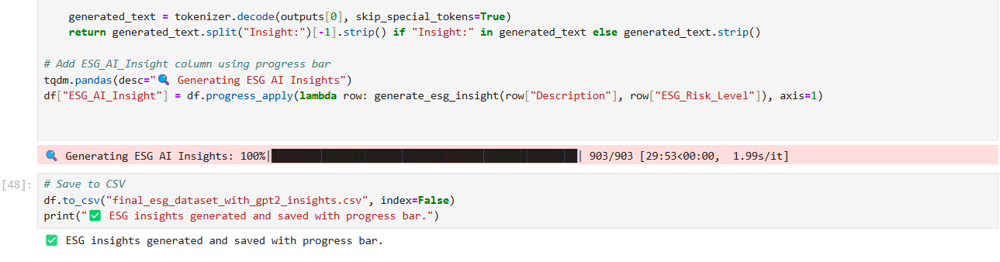 generated_text = tokenizer.decode(outputs[0], skip_special_tokens=True)
return generated_text.split("Insight:")[-1].strip() if "Insight:" in generated_text else generated_text.strip()
# Add ESG_AI_Insight column using progress bar
tqdm.pandas(desc="🔍 Generating ESG AI Insights")
df["ESG_AI_Insight"] = df.progress_apply(lambda row: generate_esg_insight(row["Description"], row["ESG_Risk_Level"]), axis=1)
🔍 Generating ESG AI Insights: 100%|██████████| 903/903 [29:53<00:00,  1.99s/it]
[48]: # Save to CSV
df.to_csv("final_esg_dataset_with_gpt2_insights.csv", index=False)
print("✅ ESG insights generated and saved with progress bar.")
✅ ESG insights generated and saved with progress bar.